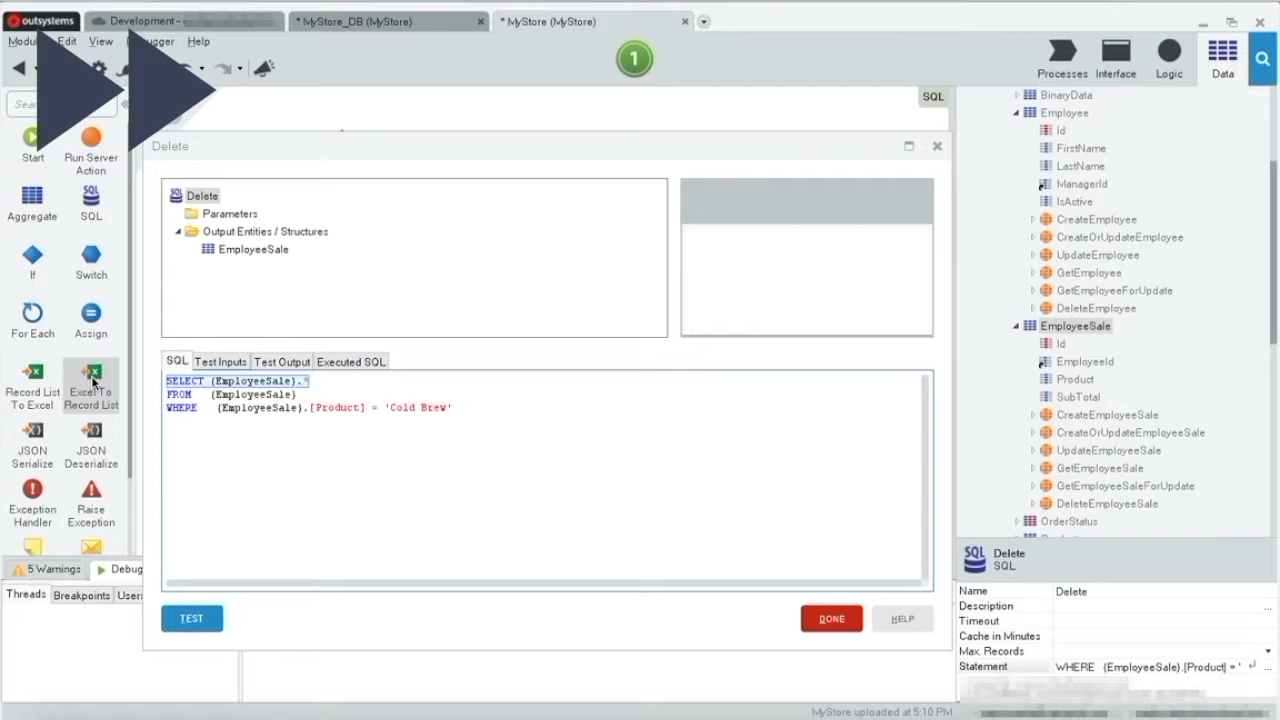 outsystems
Development -
* MyStore_DB (MyStore)
* MyStore (MyStore)
Edit View Help
1
Processes
Interface
Logic
Data
SQL
Start
Run Server Action
Aggregate
SQL
If
Switch
For Each
Assign
Record List To Excel
Excel To Record List
JSON Serialize
JSON Deserialize
Exception Handler
Raise Exception
Delete
Delete
Parameters
Output Entities / Structures
EmployeeSale
SQL
Test Inputs
Test Output
Executed SQL
SELECT {EmployeeSale}.*
FROM {EmployeeSale}
WHERE {EmployeeSale}.[Product] = 'Cold Brew'
TEST
DONE
HELP
BinaryData
Employee
Id
FirstName
LastName
ManagerId
IsActive
CreateEmployee
CreateOrUpdateEmployee
UpdateEmployee
GetEmployee
GetEmployeeForUpdate
DeleteEmployee
EmployeeSale
Id
EmployeeId
Product
SubTotal
CreateEmployeeSale
CreateOrUpdateEmployeeSale
UpdateEmployeeSale
GetEmployeeSale
GetEmployeeSaleForUpdate
DeleteEmployeeSale
OrderStatus
5 Warnings
Debug
Threads
Breakpoints
Users
Delete
SQL
Name Delete
Description ...
Timeout
Cache in Minutes
Max. Records
Statement WHERE {EmployeeSale}.[Product] = ' ...
MyStore uploaded at 5:10 PM